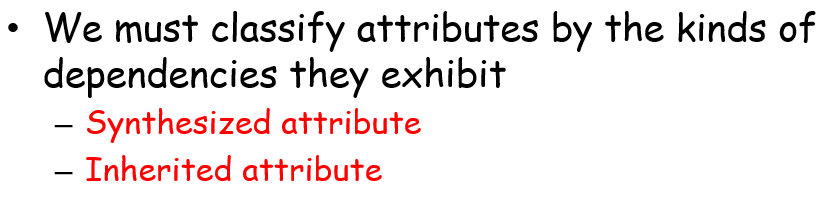 • We must classify attributes by the kinds of
dependencies they exhibit
– Synthesized attribute
– Inherited attribute